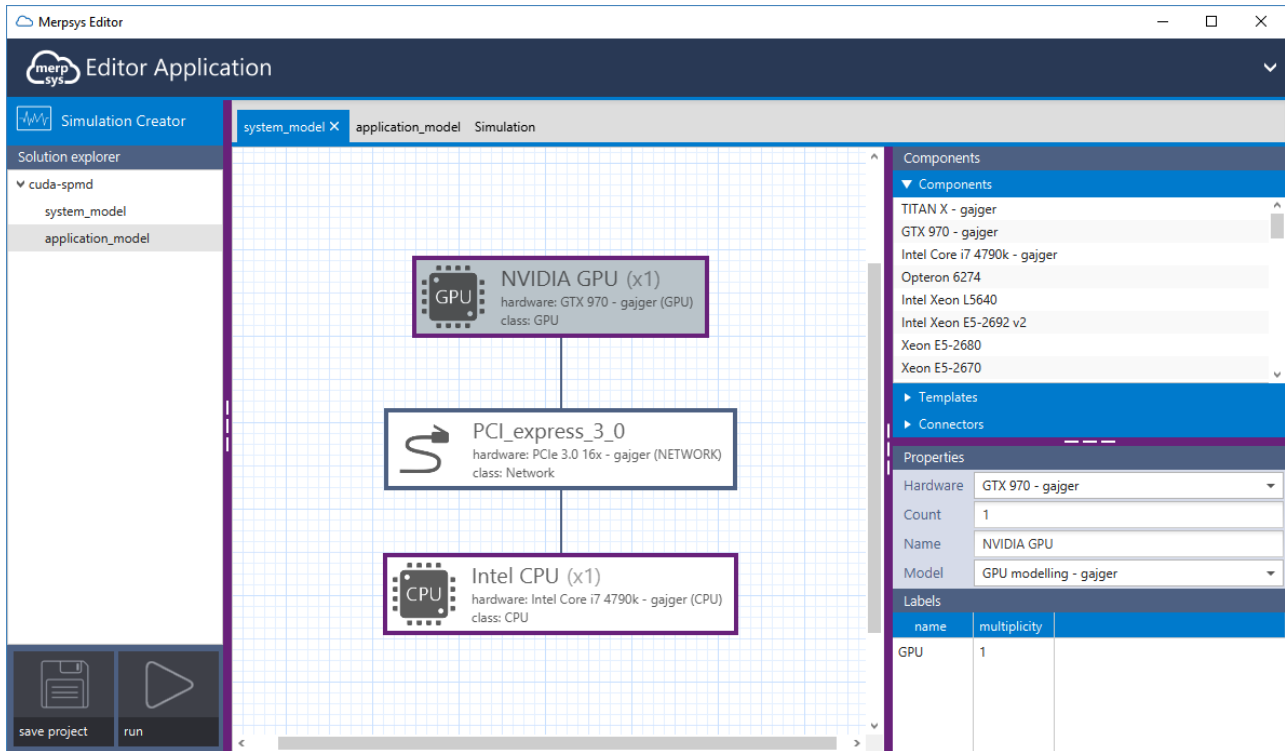 Merpsys Editor
merp sys Editor Application
Simulation Creator
Solution explorer
cuda-spmd
system_model
application_model
save project
run
system_model
application_model
Simulation
GPU
NVIDIA GPU (x1)
hardware: GTX 970 - gajger (GPU)
class: GPU
PCI_express_3_0
hardware: PCIe 3.0 16x - gajger (NETWORK)
class: Network
CPU
Intel CPU (x1)
hardware: Intel Core i7 4790k - gajger (CPU)
class: CPU
Components
Components
TITAN X - gajger
GTX 970 - gajger
Intel Core i7 4790k - gajger
Opteron 6274
Intel Xeon L5640
Intel Xeon E5-2692 v2
Xeon E5-2680
Xeon E5-2670
Templates
Connectors
Properties
Hardware GTX 970 - gajger
Count 1
Name NVIDIA GPU
Model GPU modelling - gajger
Labels
name multiplicity
GPU 1